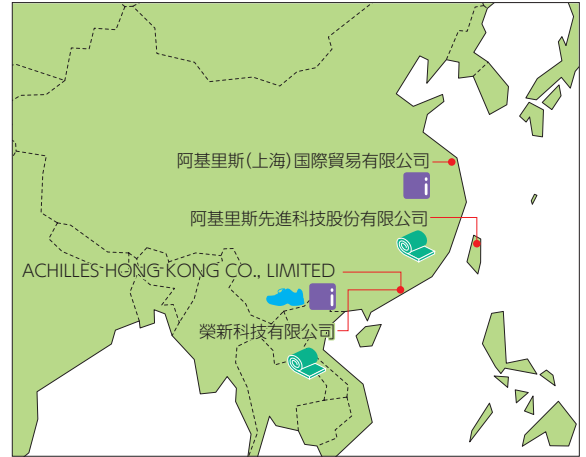 阿基里斯(上海)国際貿易有限公司
i
阿基里斯先進科技股份有限公司
ACHILLES HONG KONG CO., LIMITED
i
榮新科技有限公司